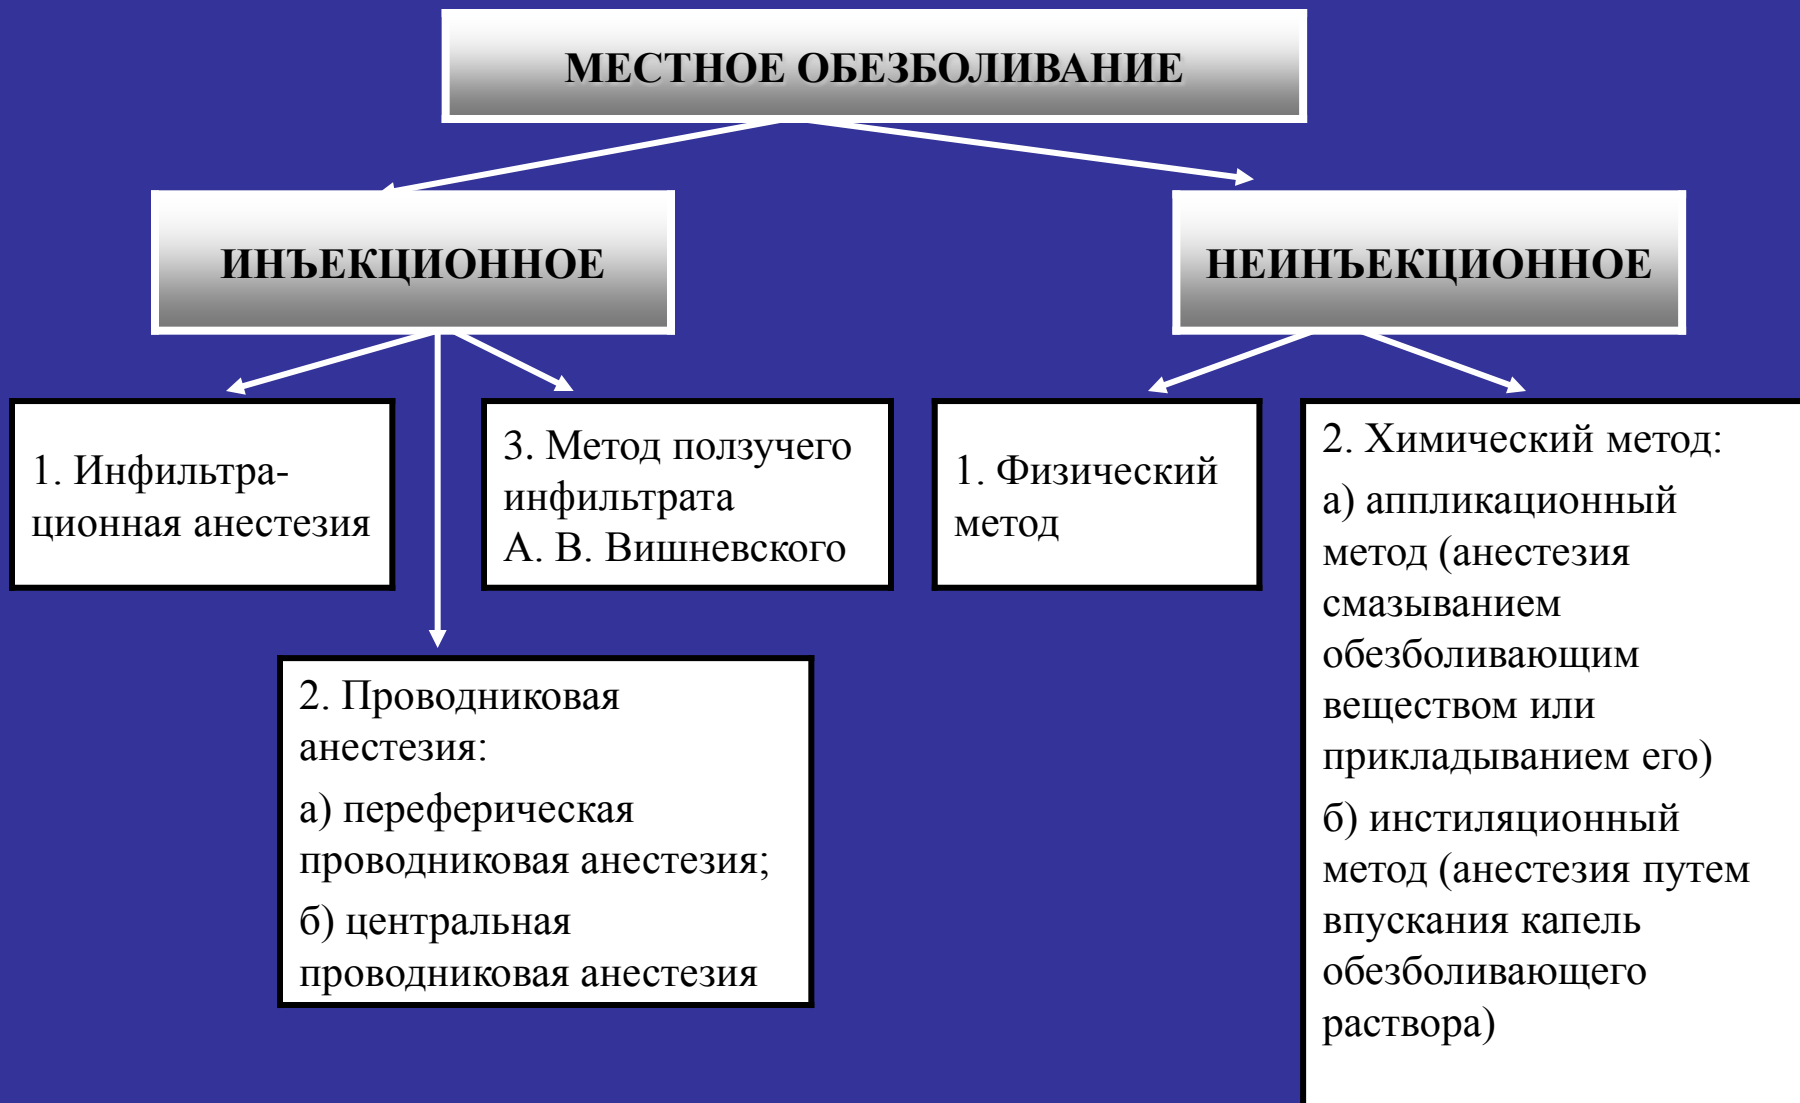 МЕСТНОЕ ОБЕЗБОЛИВАНИЕ
ИНЪЕКЦИОННОЕ
НЕИНЪЕКЦИОННОЕ
1. Инфильтра-
ционная анестезия
3. Метод ползучего
инфильтрата
А. В. Вишневского
1. Физический
метод
2. Химический метод:
а) аппликационный
метод (анестезия
смазыванием
обезболивающим
веществом или
прикладыванием его)
б) инстиляционный
метод (анестезия путем
впускания капель
обезболивающего
раствора)
2. Проводниковая
анестезия:
а) переферическая
проводниковая анестезия;
б) центральная
проводниковая анестезия